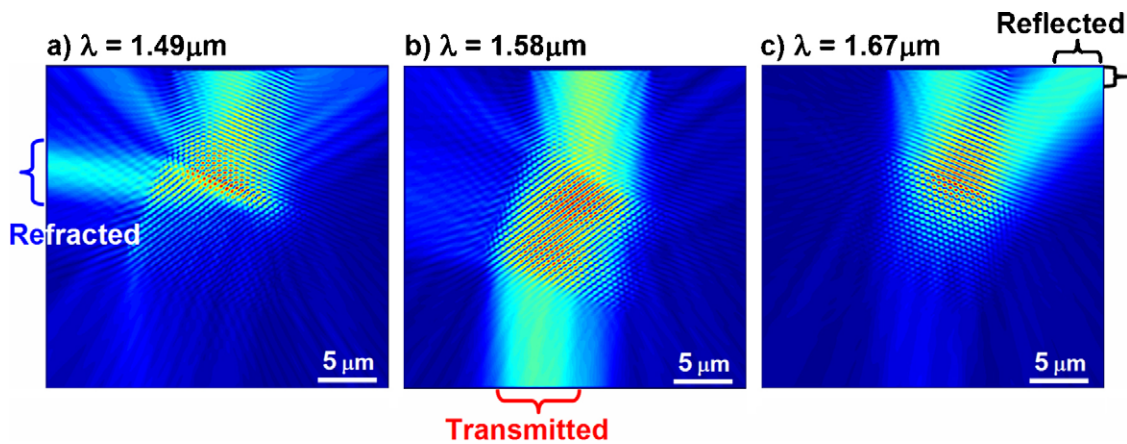 a) λ = 1.49μm
b) λ = 1.58μm
c) λ = 1.67μm
Reflected
Refracted
5 μm
5 μm
5 μm
Transmitted